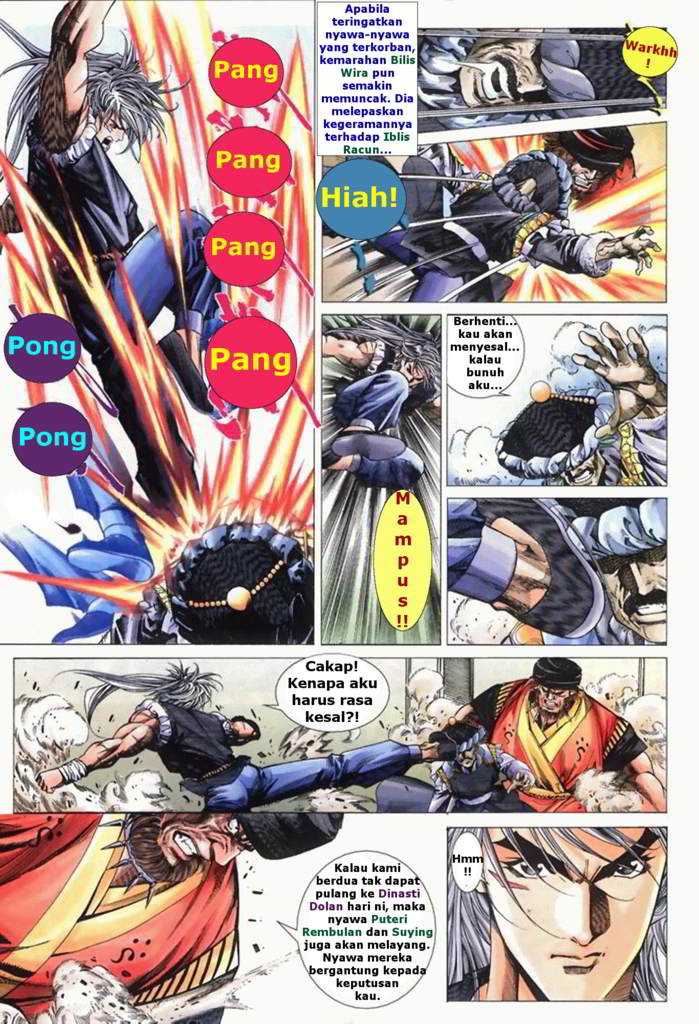 Pang
Pang
Pang
Pang
Pong
Pong
Apabila
teringatkan
nyawa-nyawa
yang terkorban,
kemarahan Bilis
Wira pun
semakin
memuncak. Dia
melepaskan
kegeramannya
terhadap Iblis
Racun...
Warkhh
!
Hiah!
M
a
m
p
u
s
!!
Berhenti...
kau akan
menyesal...
kalau
bunuh
aku...
Cakap!
Kenapa aku
harus rasa
kesal?!
Kalau kami
berdua tak dapat
pulang ke Dinasti
Dolan hari ni, maka
nyawa Puteri
Rembulan dan Suying
juga akan melayang.
Nyawa mereka
bergantung kepada
keputusan
kau.
Hmm
!!